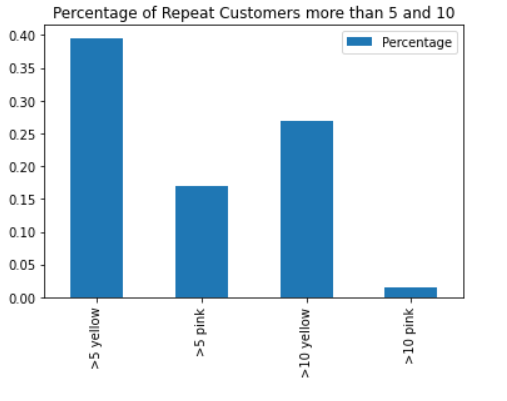 Percentage of Repeat Customers more than 5 and 10
Percentage
0.40
0.35
0.30
0.25
0.20
0.15
0.10
0.05
0.00
>5 yellow
>5 pink
>10 yellow
>10 pink